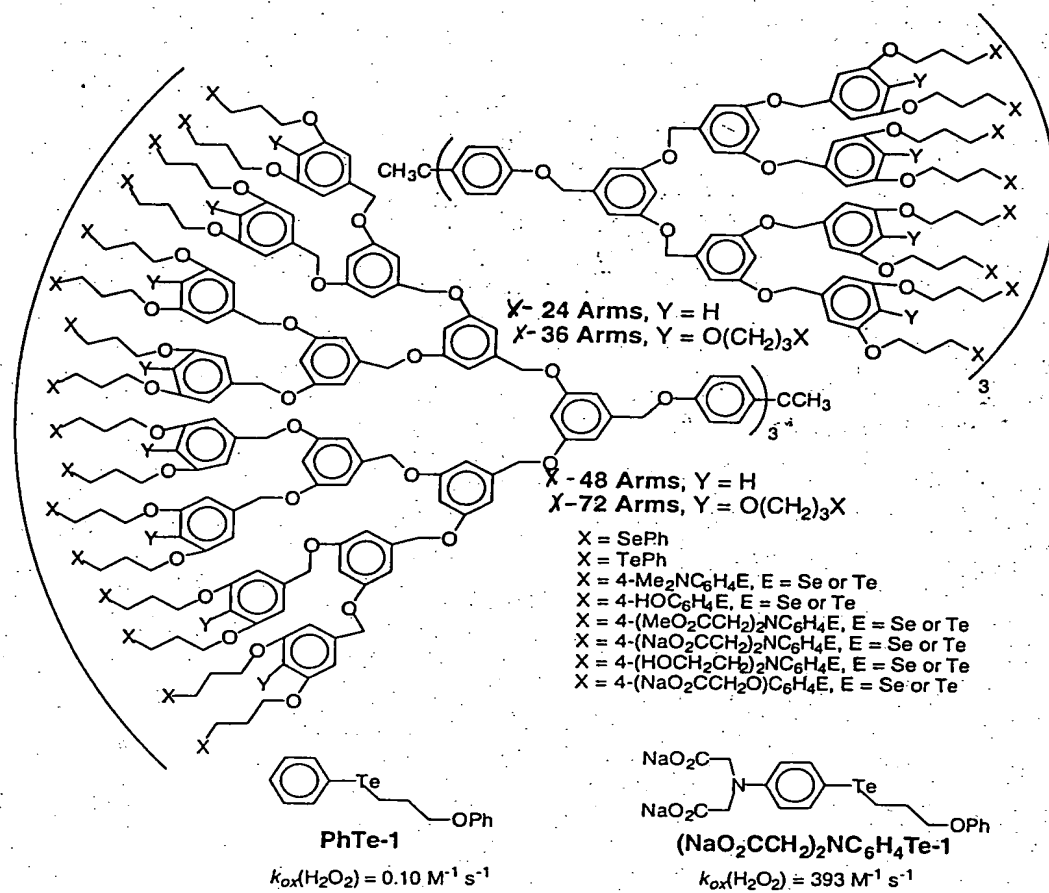 CH₃
X-24 Arms, Y = H
X-36 Arms, Y = O(CH₂)₃X
3
CCH₃
3
X-48 Arms, Y = H
X-72 Arms, Y = O(CH₂)₃X
X = SePh
X = TePh
X = 4-Me₂NC₆H₄E, E = Se or Te
X = 4-HOC₆H₄E, E = Se or Te
X = 4-(MeO₂CCH₂)₂NC₆H₄E, E = Se or Te
X = 4-(NaO₂CCH₂)₂NC₆H₄E, E = Se or Te
X = 4-(HOCH₂CH₂)₂NC₆H₄E, E = Se or Te
X = 4-(NaO₂CCH₂O)C₆H₄E, E = Se or Te
Te
OPh
PhTe-1
kₒₓ(H₂O₂) = 0.10 M⁻¹ s⁻¹
NaO₂C
N
Te
NaO₂C
OPh
(NaO₂CCH₂)₂NC₆H₄Te-1
kₒₓ(H₂O₂) = 393 M⁻¹ s⁻¹